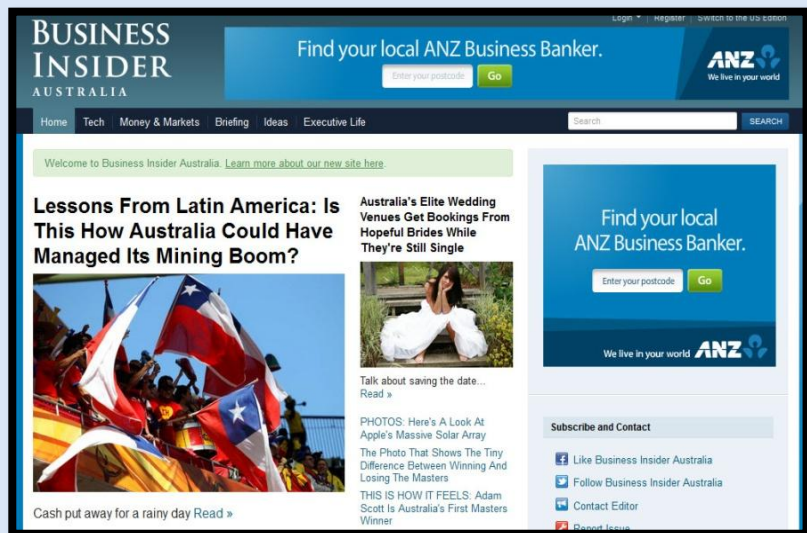 Login | Register | Switch to the US Edition
BUSINESS
INSIDER
AUSTRALIA
Find your local ANZ Business Banker.
Enter your postcode Go
ANZ
We live in your world
Home Tech Money & Markets Briefing Ideas Executive Life
Search SEARCH
Welcome to Business Insider Australia. Learn more about our new site here.
Lessons From Latin America: Is
This How Australia Could Have
Managed Its Mining Boom?
Cash put away for a rainy day Read »
Australia's Elite Wedding
Venues Get Bookings From
Hopeful Brides While
They're Still Single
Talk about saving the date...
Read »
PHOTOS: Here's A Look At
Apple's Massive Solar Array
The Photo That Shows The Tiny
Difference Between Winning And
Losing The Masters
THIS IS HOW IT FEELS: Adam
Scott Is Australia's First Masters
Winner
Find your local
ANZ Business Banker.
Enter your postcode Go
We live in your world ANZ
Subscribe and Contact
Like Business Insider Australia
Follow Business Insider Australia
Contact Editor
Report Issue